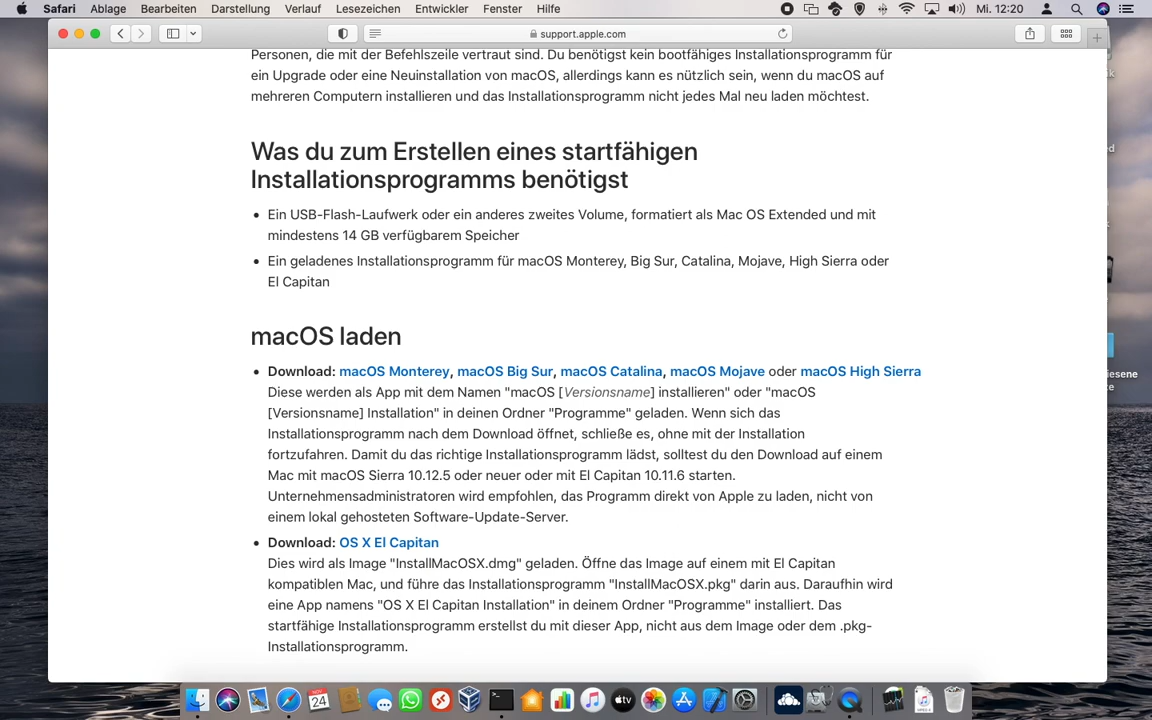 Safari Ablage Bearbeiten Darstellung Verlauf Lesezeichen Entwickler Fenster Hilfe Mi. 12:20
support.apple.com
Personen, die mit der Befehlszeile vertraut sind. Du benötigst kein bootfähiges Installationsprogramm für
ein Upgrade oder eine Neuinstallation von macOS, allerdings kann es nützlich sein, wenn du macOS auf
mehreren Computern installieren und das Installationsprogramm nicht jedes Mal neu laden möchtest.
Was du zum Erstellen eines startfähigen
Installationsprogramms benötigst
• Ein USB-Flash-Laufwerk oder ein anderes zweites Volume, formatiert als Mac OS Extended und mit
mindestens 14 GB verfügbarem Speicher
• Ein geladenes Installationsprogramm für macOS Monterey, Big Sur, Catalina, Mojave, High Sierra oder
El Capitan
macOS laden
• Download: macOS Monterey, macOS Big Sur, macOS Catalina, macOS Mojave oder macOS High Sierra
Diese werden als App mit dem Namen "macOS [Versionsname] installieren" oder "macOS
[Versionsname] Installation" in deinen Ordner "Programme" geladen. Wenn sich das
Installationsprogramm nach dem Download öffnet, schließe es, ohne mit der Installation
fortzufahren. Damit du das richtige Installationsprogramm lädst, solltest du den Download auf einem
Mac mit macOS Sierra 10.12.5 oder neuer oder mit El Capitan 10.11.6 starten.
Unternehmensadministratoren wird empfohlen, das Programm direkt von Apple zu laden, nicht von
einem lokal gehosteten Software-Update-Server.
• Download: OS X El Capitan
Dies wird als Image "InstallMacOSX.dmg" geladen. Öffne das Image auf einem mit El Capitan
kompatiblen Mac, und führe das Installationsprogramm "InstallMacOSX.pkg" darin aus. Daraufhin wird
eine App namens "OS X El Capitan Installation" in deinem Ordner "Programme" installiert. Das
startfähige Installationsprogramm erstellst du mit dieser App, nicht aus dem Image oder dem .pkg-
Installationsprogramm.
NOV
24
tv